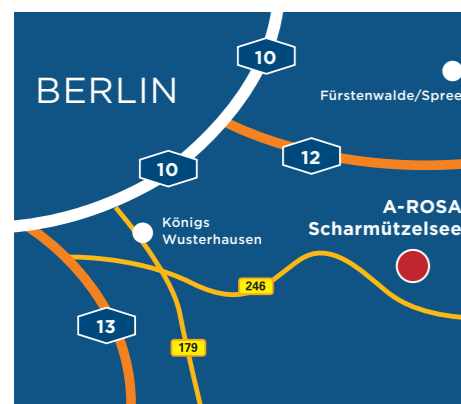 10
BERLIN
Fürstenwalde/Spree
12
10
A-ROSA
Scharmützelsee
Königs
Wusterhausen
246
13
179